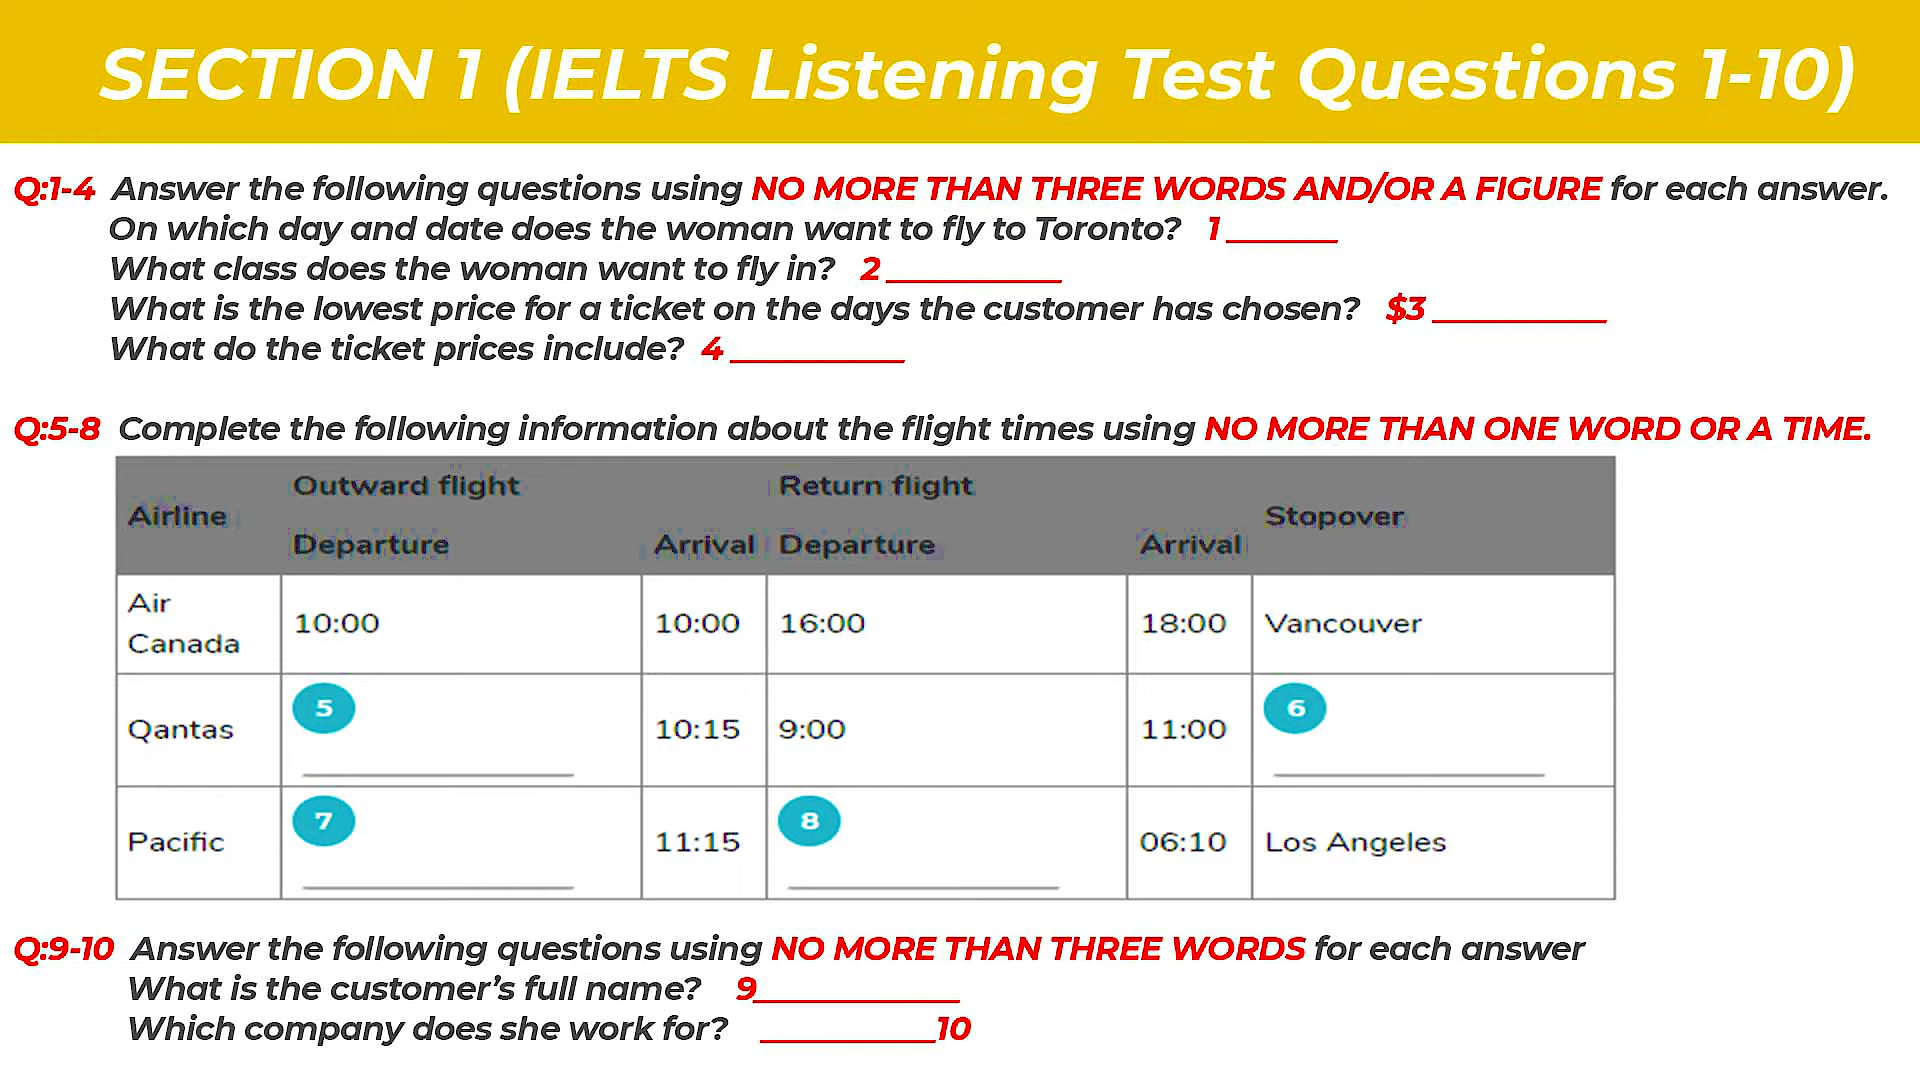 SECTION 1 (IELTS Listening Test Questions 1-10)
Q:1-4 Answer the following questions using NO MORE THAN THREE WORDS AND/OR A FIGURE for each answer.
On which day and date does the woman want to fly to Toronto? 1 ______
What class does the woman want to fly in? 2 __________
What is the lowest price for a ticket on the days the customer has chosen? $3 __________
What do the ticket prices include? 4 __________
Q:5-8 Complete the following information about the flight times using NO MORE THAN ONE WORD OR A TIME.
Outward flight Return flight
Airline Stopover
Departure Arrival Departure Arrival
Air
Canada 10:00 10:00 16:00 18:00 Vancouver
5 6
Qantas 10:15 9:00 11:00
7 8
Pacific 11:15 06:10 Los Angeles
Q:9-10 Answer the following questions using NO MORE THAN THREE WORDS for each answer
What is the customer's full name? 9____________
Which company does she work for? __________10